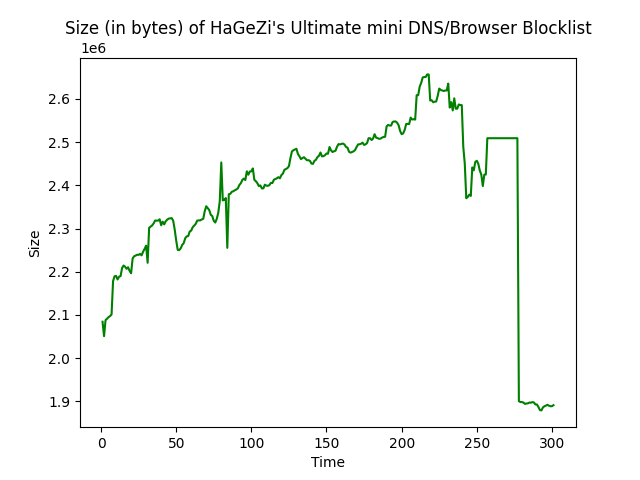 Size (in bytes) of HaGeZi's Ultimate mini DNS/Browser Blocklist
1e6
2.6
2.5
2.4
2.3
2.2
2.1
2.0
1.9
Size
0 50 100 150 200 250 300
Time